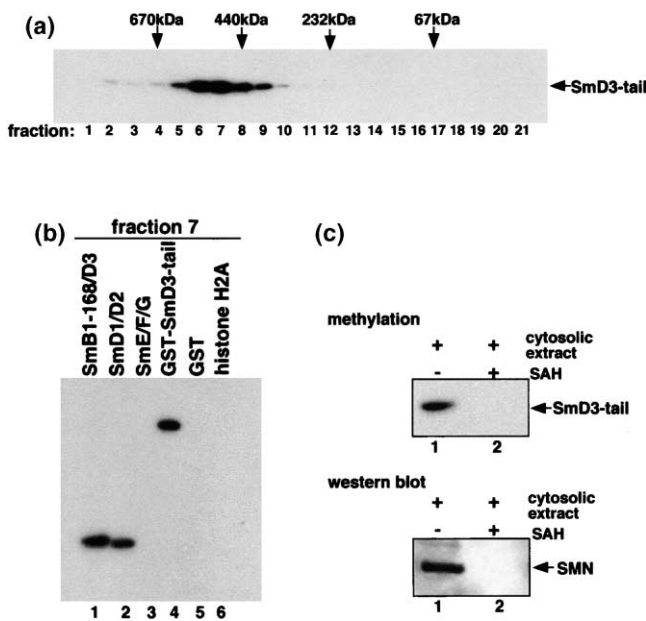 (a)
670kDa 440kDa 232kDa 67kDa
SmD3-tail
fraction: 1 2 3 4 5 6 7 8 9 10 11 12 13 14 15 16 17 18 19 20 21
(b)
fraction 7
SmB1-168/D3
SmD1/D2
SmE/F/G
GST-SmD3-tail
GST
histone H2A
1 2 3 4 5 6
(c)
methylation
+ + cytosolic extract
- + SAH
SmD3-tail
1 2
western blot
+ + cytosolic extract
- + SAH
SMN
1 2